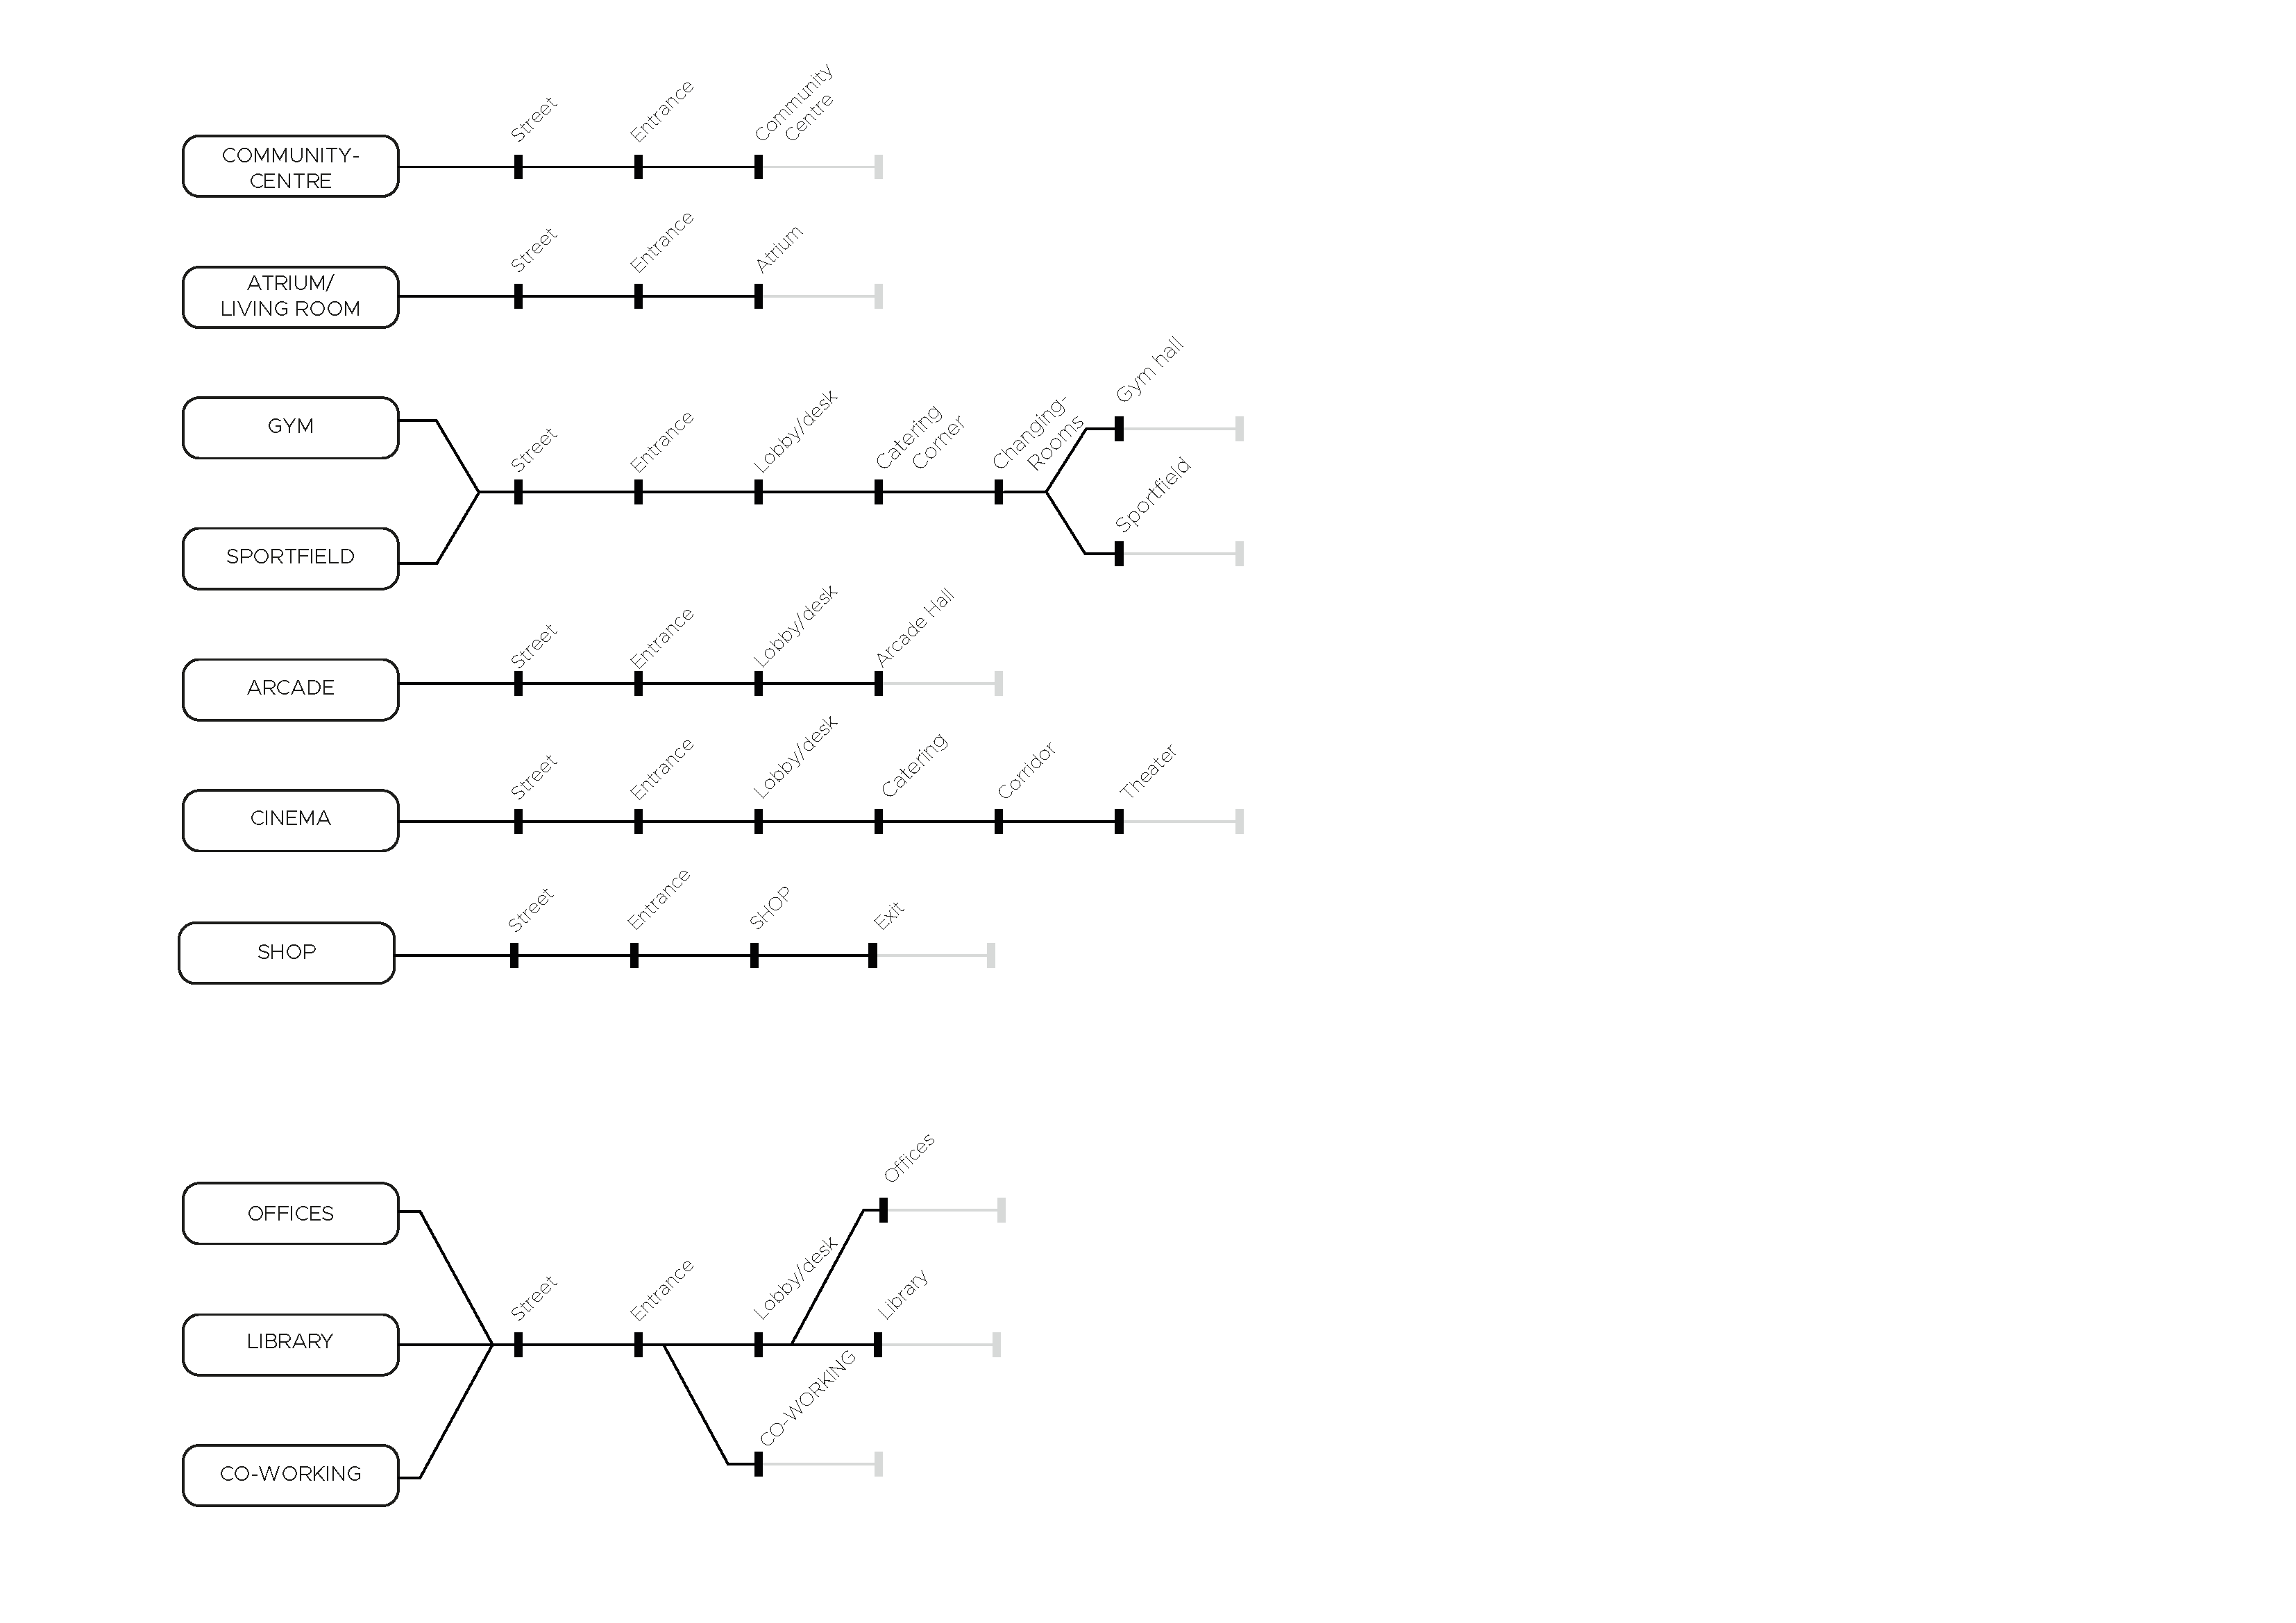 COMMUNITY-
CENTRE
Street
Entrance
Community
Centre
ATRIUM/
LIVING ROOM
Street
Entrance
Atrium
GYM
SPORTFIELD
Street
Entrance
Lobby/desk
Catering
Corner
Changing-
Rooms
Gym hall
Sportfield
ARCADE
Street
Entrance
Lobby/desk
Arcade Hall
CINEMA
Street
Entrance
Lobby/desk
Catering
Corridor
Theater
SHOP
Street
Entrance
SHOP
Exit
OFFICES
LIBRARY
CO-WORKING
Street
Entrance
Lobby/desk
Offices
Library
CO-WORKING